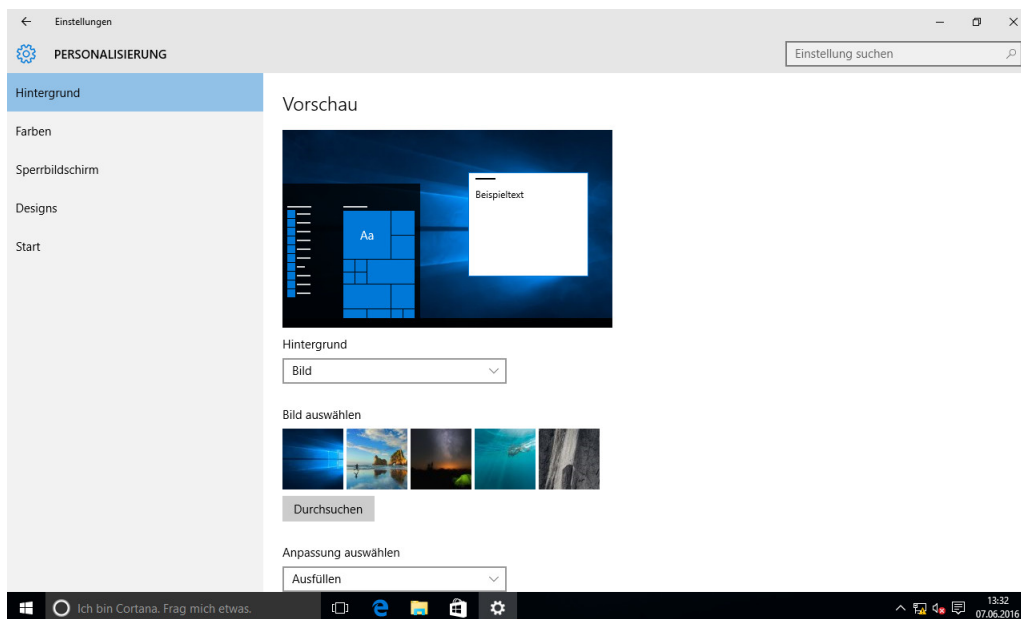 Einstellungen
PERSONALISIERUNG
Einstellung suchen
Hintergrund
Farben
Sperrbildschirm
Designs
Start
Vorschau
Beispieltext
Aa
Hintergrund
Bild
Bild auswählen
Durchsuchen
Anpassung auswählen
Ausfüllen
Ich bin Cortana. Frag mich etwas.
13:32
07.06.2016